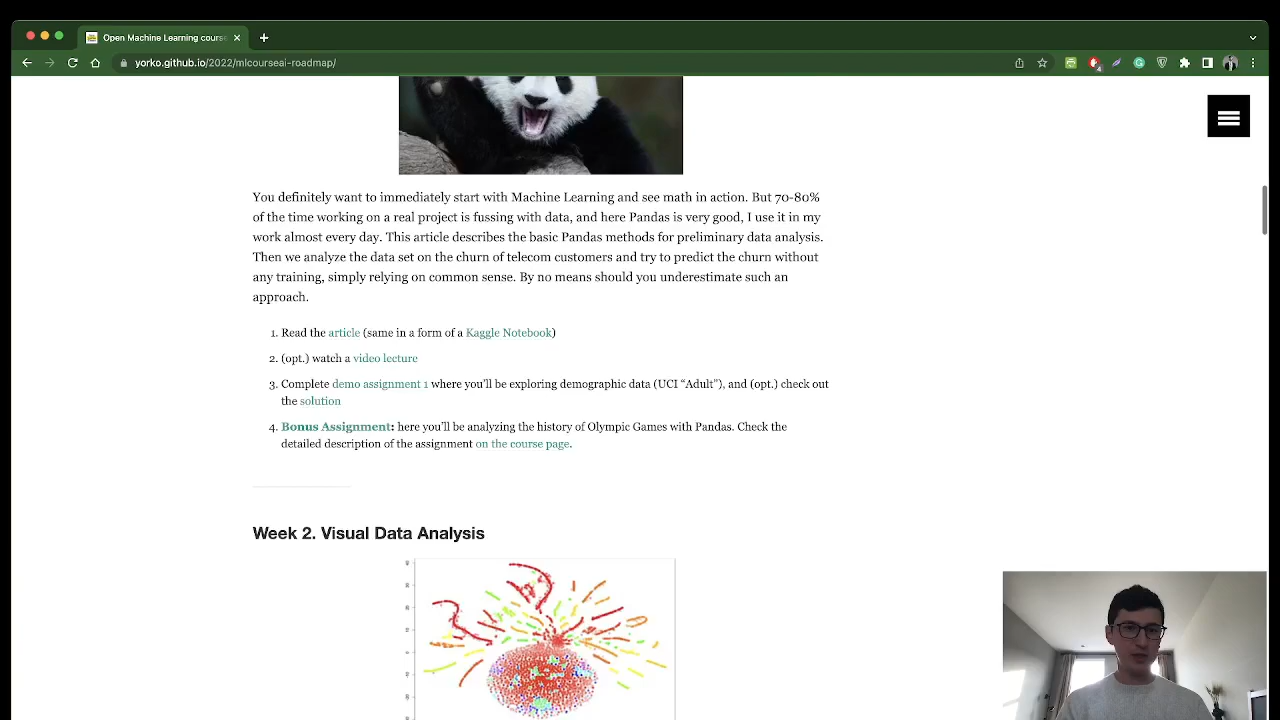 Open Machine Learning course
yorko.github.io/2022/mlcourseai-roadmap/
You definitely want to immediately start with Machine Learning and see math in action. But 70-80%
of the time working on a real project is fussing with data, and here Pandas is very good, I use it in my
work almost every day. This article describes the basic Pandas methods for preliminary data analysis.
Then we analyze the data set on the churn of telecom customers and try to predict the churn without
any training, simply relying on common sense. By no means should you underestimate such an
approach.
1. Read the article (same in a form of a Kaggle Notebook)
2. (opt.) watch a video lecture
3. Complete demo assignment 1 where you'll be exploring demographic data (UCI “Adult”), and (opt.) check out
the solution
4. Bonus Assignment: here you'll be analyzing the history of Olympic Games with Pandas. Check the
detailed description of the assignment on the course page.
Week 2. Visual Data Analysis